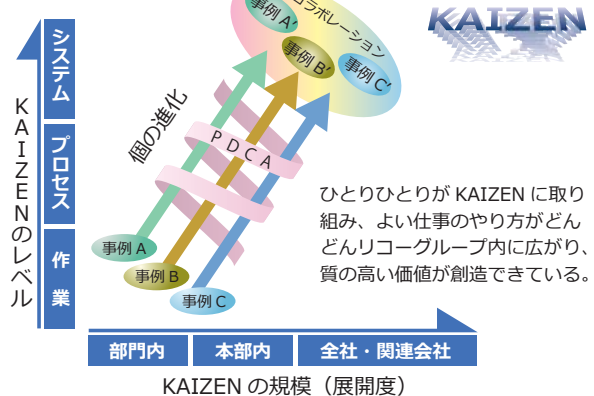 事例 A′
コラボレーション
事例 B′
事例 C′
KAIZEN
システム
プロセス
作業
KAIZENのレベル
個の進化
PDCA
事例 A
事例 B
事例 C
ひとりひとりが KAIZEN に取り
組み、よい仕事のやり方がどん
どんリコーグループ内に広がり、
質の高い価値が創造できている。
部門内
本部内
全社・関連会社
KAIZEN の規模（展開度）